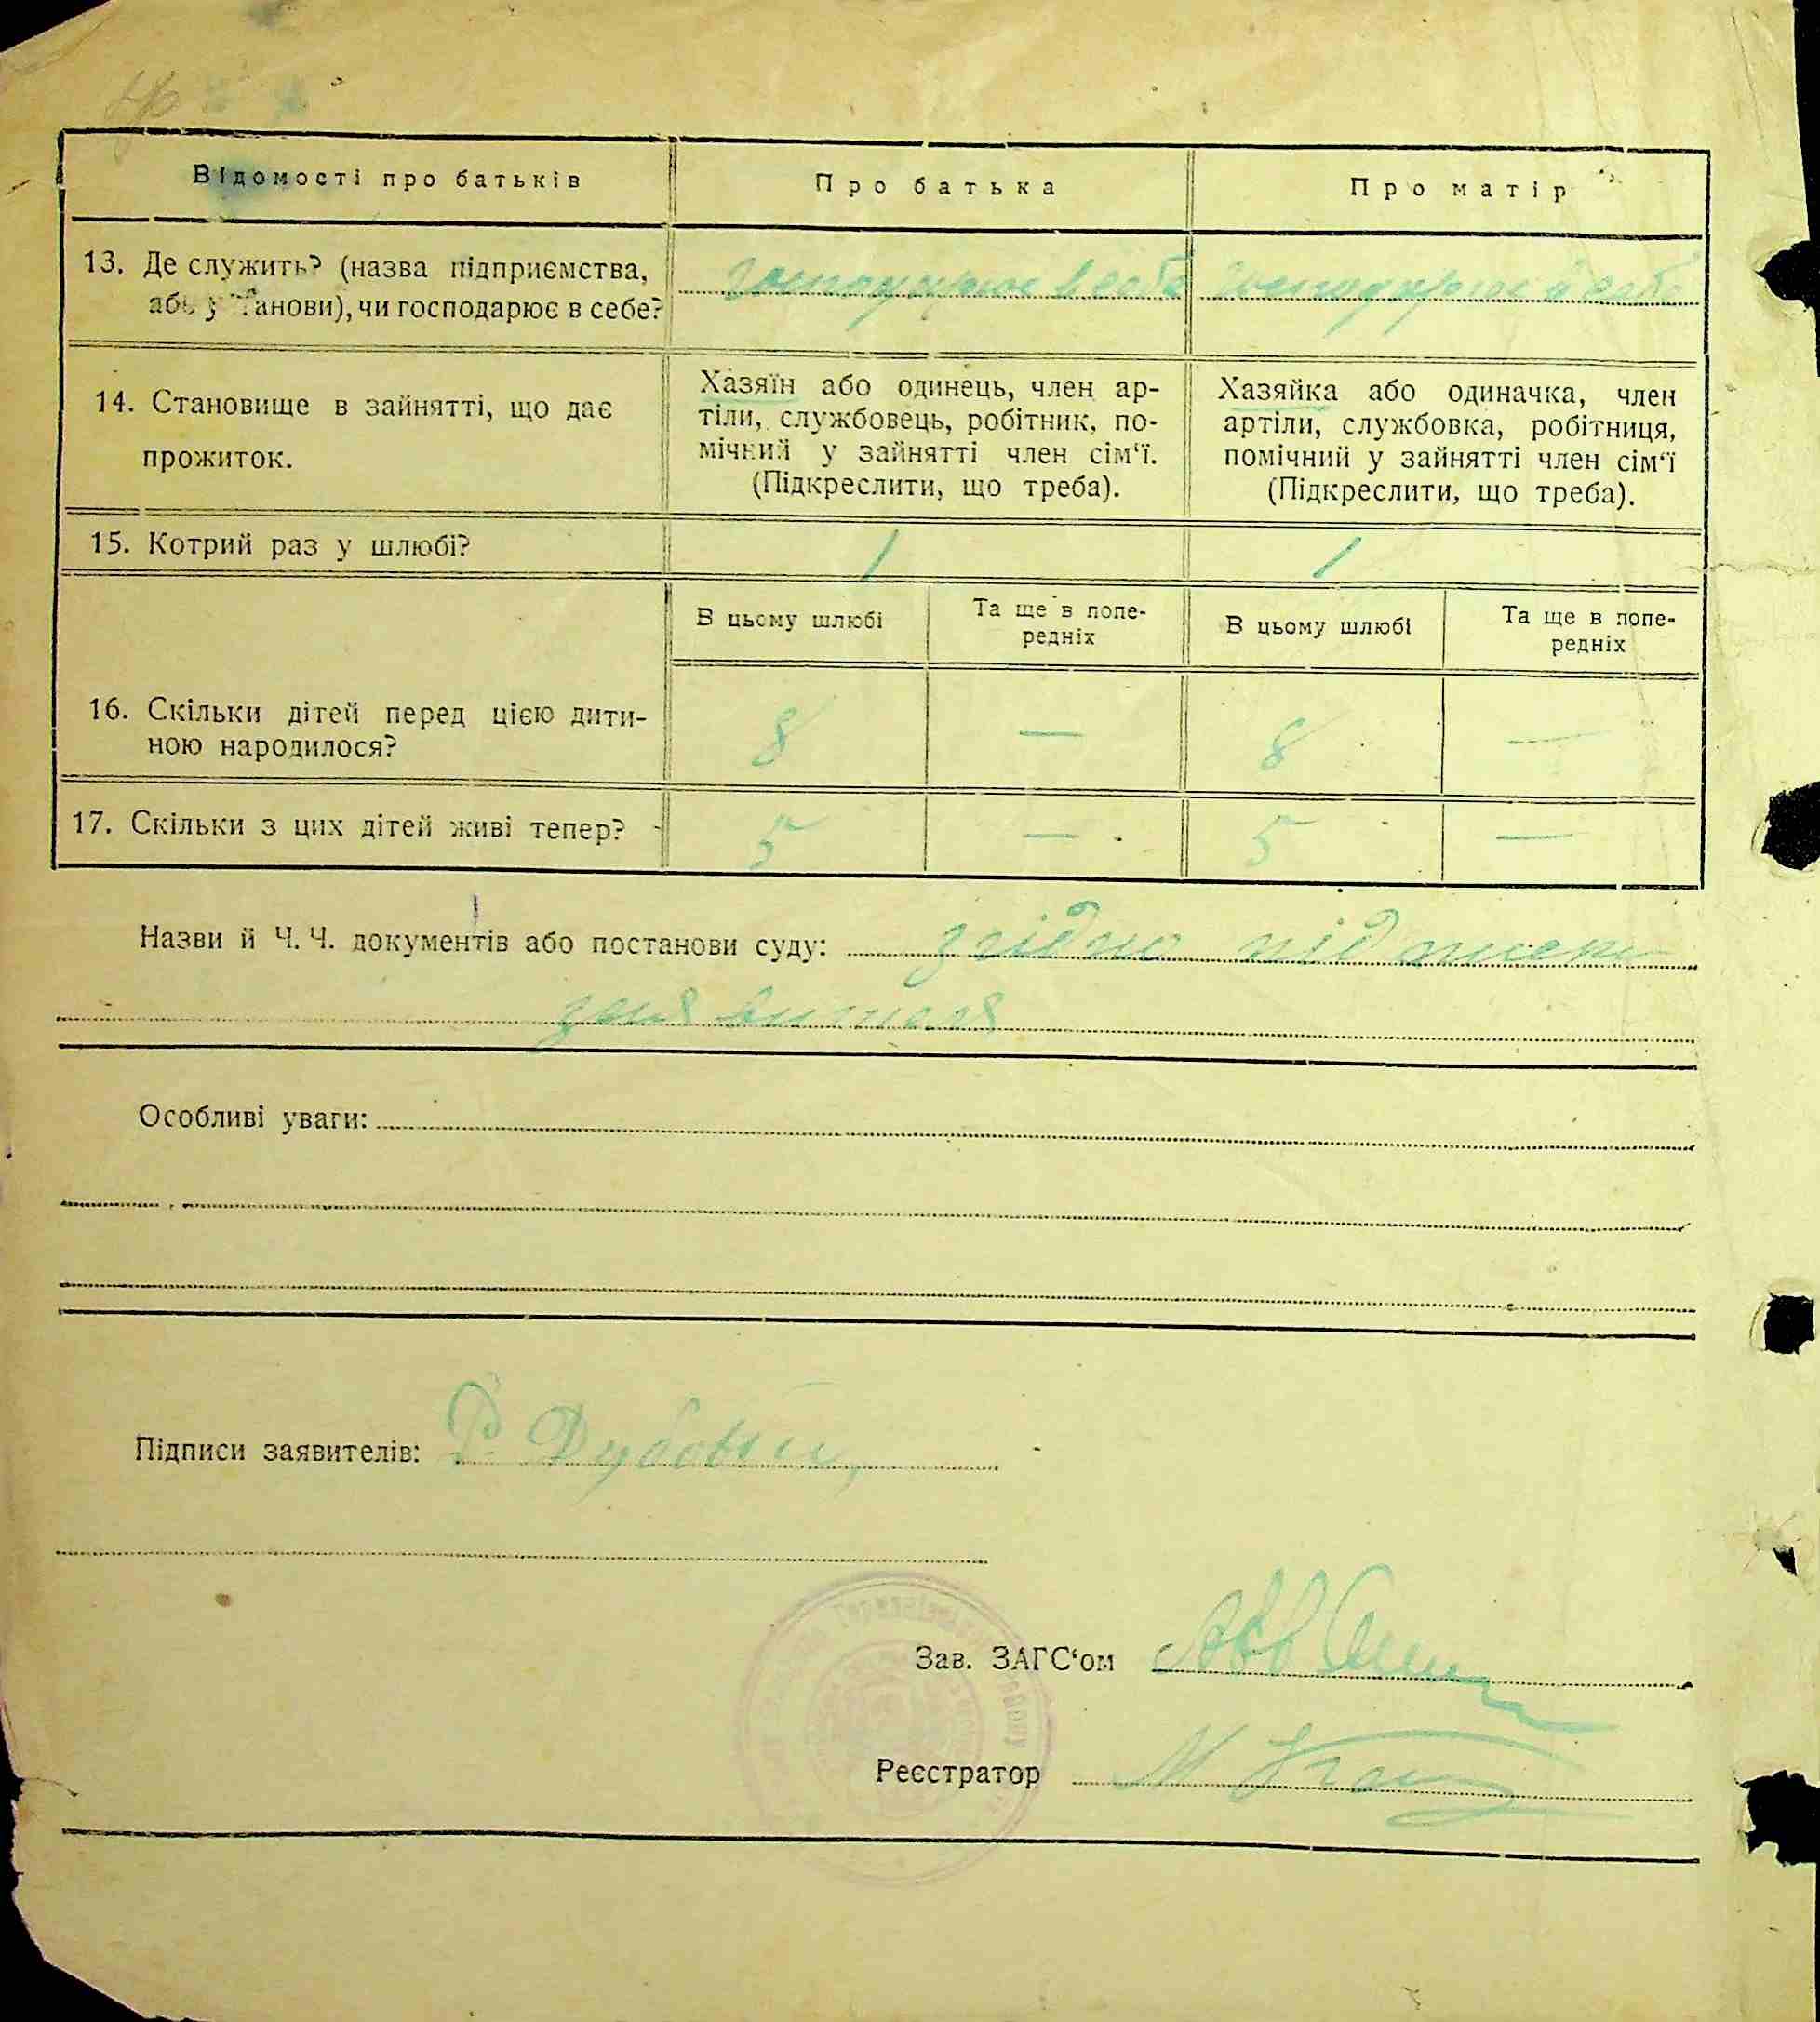 Відомості про батьків
Про батька
Про матір
13. Де служить? (назва підприємства,
або установи), чи господарює в себе?
господарює в себе
господарює в себе
14. Становище в зайнятті, що дає
прожиток.
Хазяїн або одинець, член ар-
тіли, службовець, робітник, по-
мічний у зайнятті член сім‘ї.
(Підкреслити, що треба).
Хазяйка або одиначка, член
артіли, службовка, робітниця,
помічний у зайнятті член сім‘ї
(Підкреслити, що треба).
15. Котрий раз у шлюбі?
1
1
В цьому шлюбі
Та ще в попе-
редніх
В цьому шлюбі
Та ще в попе-
редніх
16. Скільки дітей перед цією дити-
ною народилося?
8
—
8
—
17. Скільки з цих дітей живі тепер?
5
—
5
—
Назви й Ч. Ч. документів або постанови суду: згідно
Особливі уваги:
Підписи заявителів: Р. Дубовий
Зав. ЗАГС‘ом
Реєстратор